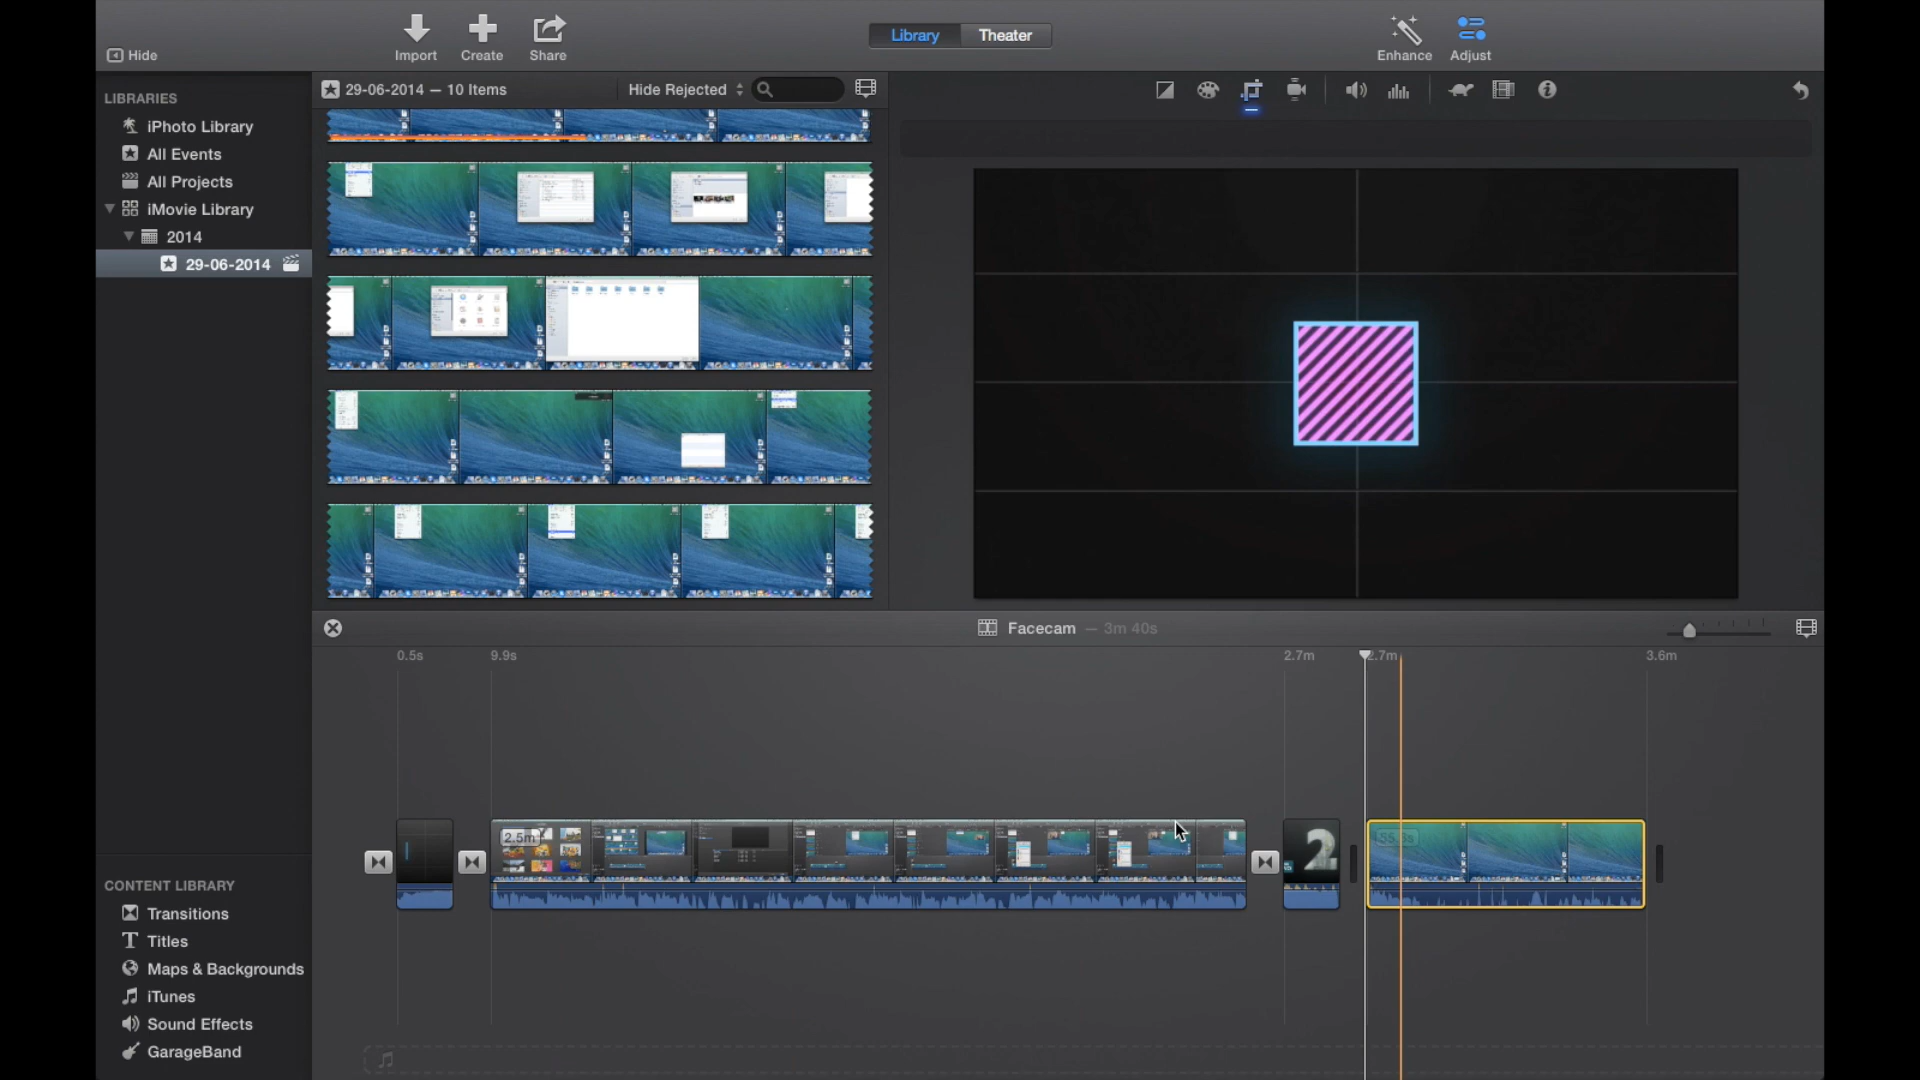 Hide
Import
Create
Share
Library
Theater
Enhance
Adjust
LIBRARIES
iPhoto Library
All Events
All Projects
iMovie Library
2014
29-06-2014
29-06-2014 — 10 Items
Hide Rejected
Facecam — 3m 40s
0.5s
9.9s
2.7m
2.7m
3.6m
2.5m
2
55.5s
CONTENT LIBRARY
Transitions
Titles
Maps & Backgrounds
iTunes
Sound Effects
GarageBand